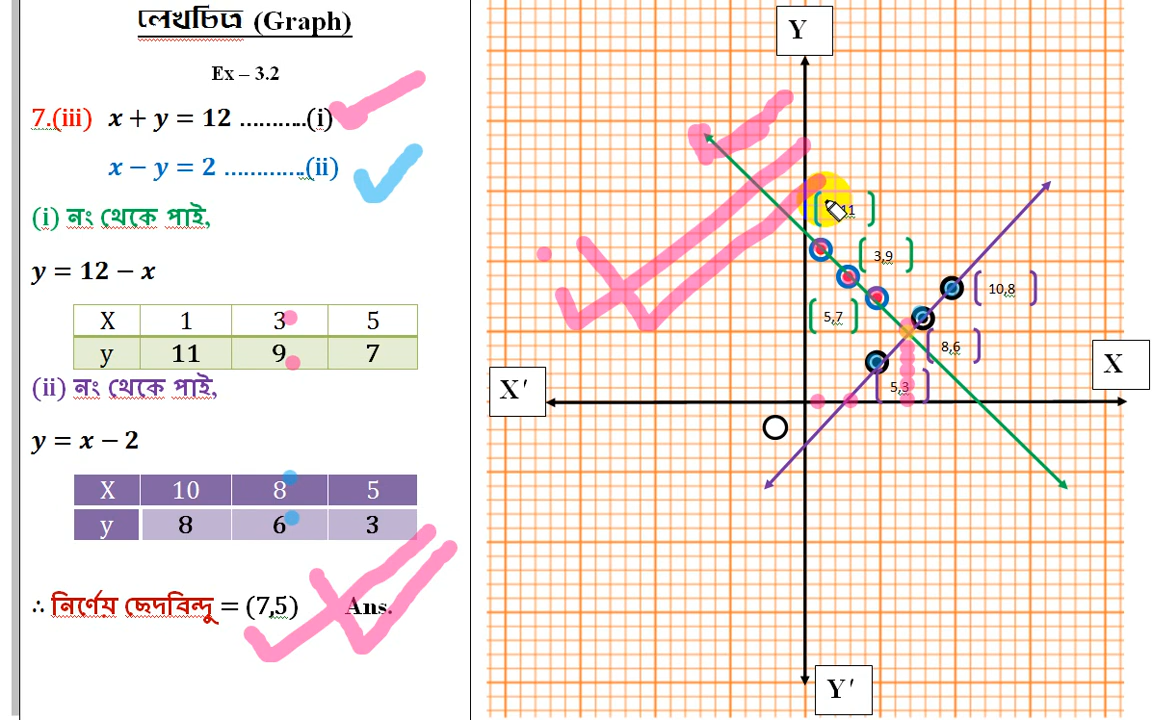 লেখচিত্র (Graph)
Ex – 3.2
7.(iii) x + y = 12 ...........(i)
x − y = 2 .............(ii)
(i) নং থেকে পাই,
y = 12 − x
X 1 3 5
y 11 9 7
(ii) নং থেকে পাই,
y = x − 2
X 10 8 5
y 8 6 3
∴ নির্ণেয় ছেদবিন্দু = (7,5) Ans.
Y
11
3,9
10,8
5,7
8,6
X
5,3
X′
Y′